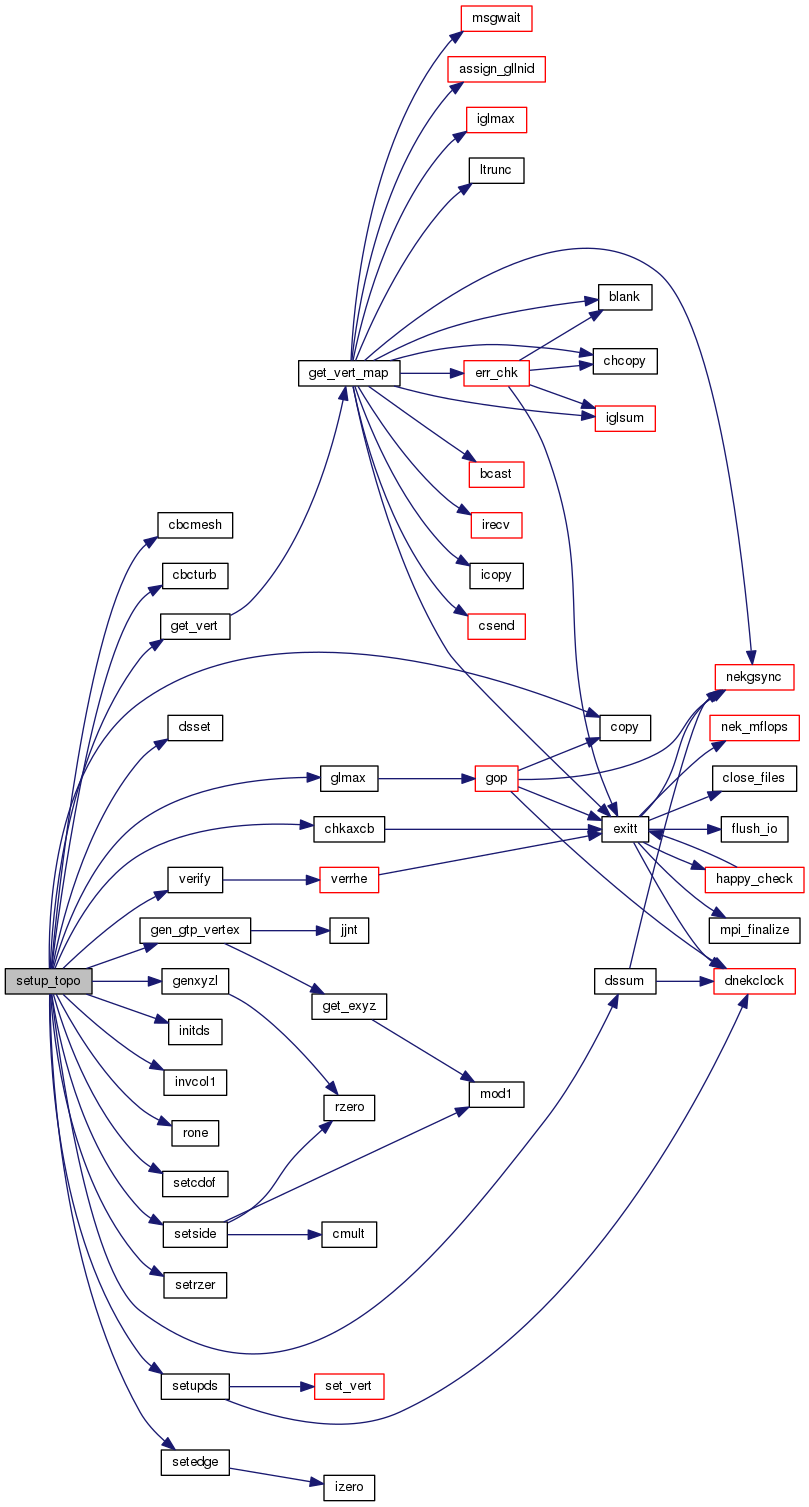 msgwait
assign_gllnid
iglmax
ltrunc
blank
chcopy
get_vert_map
err_chk
iglsum
bcast
irecv
cbcmesh
icopy
cbcturb
get_vert
csend
nekgsync
dsset
copy
nek_mflops
glmax
gop
close_files
chkaxcb
exitt
flush_io
verify
verrhe
happy_check
gen_gtp_vertex
jjnt
mpi_finalize
setup_topo
genxyzl
dssum
dnekclock
get_exyz
initds
invcol1
mod1
rzero
rone
setcdof
setside
cmult
setrzer
setupds
set_vert
setedge
izero